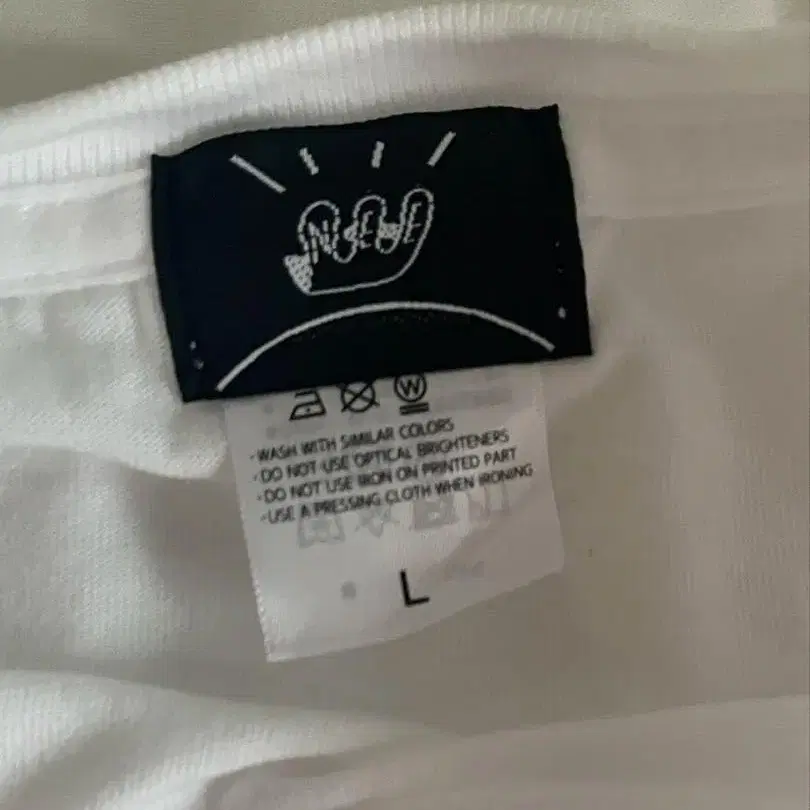 NIEEJE
W
-WASH WITH SIMILAR COLORS
-DO NOT USE OPTICAL BRIGHTENERS
-DO NOT USE IRON ON PRINTED PART
-USE A PRESSING CLOTH WHEN IRONING
L